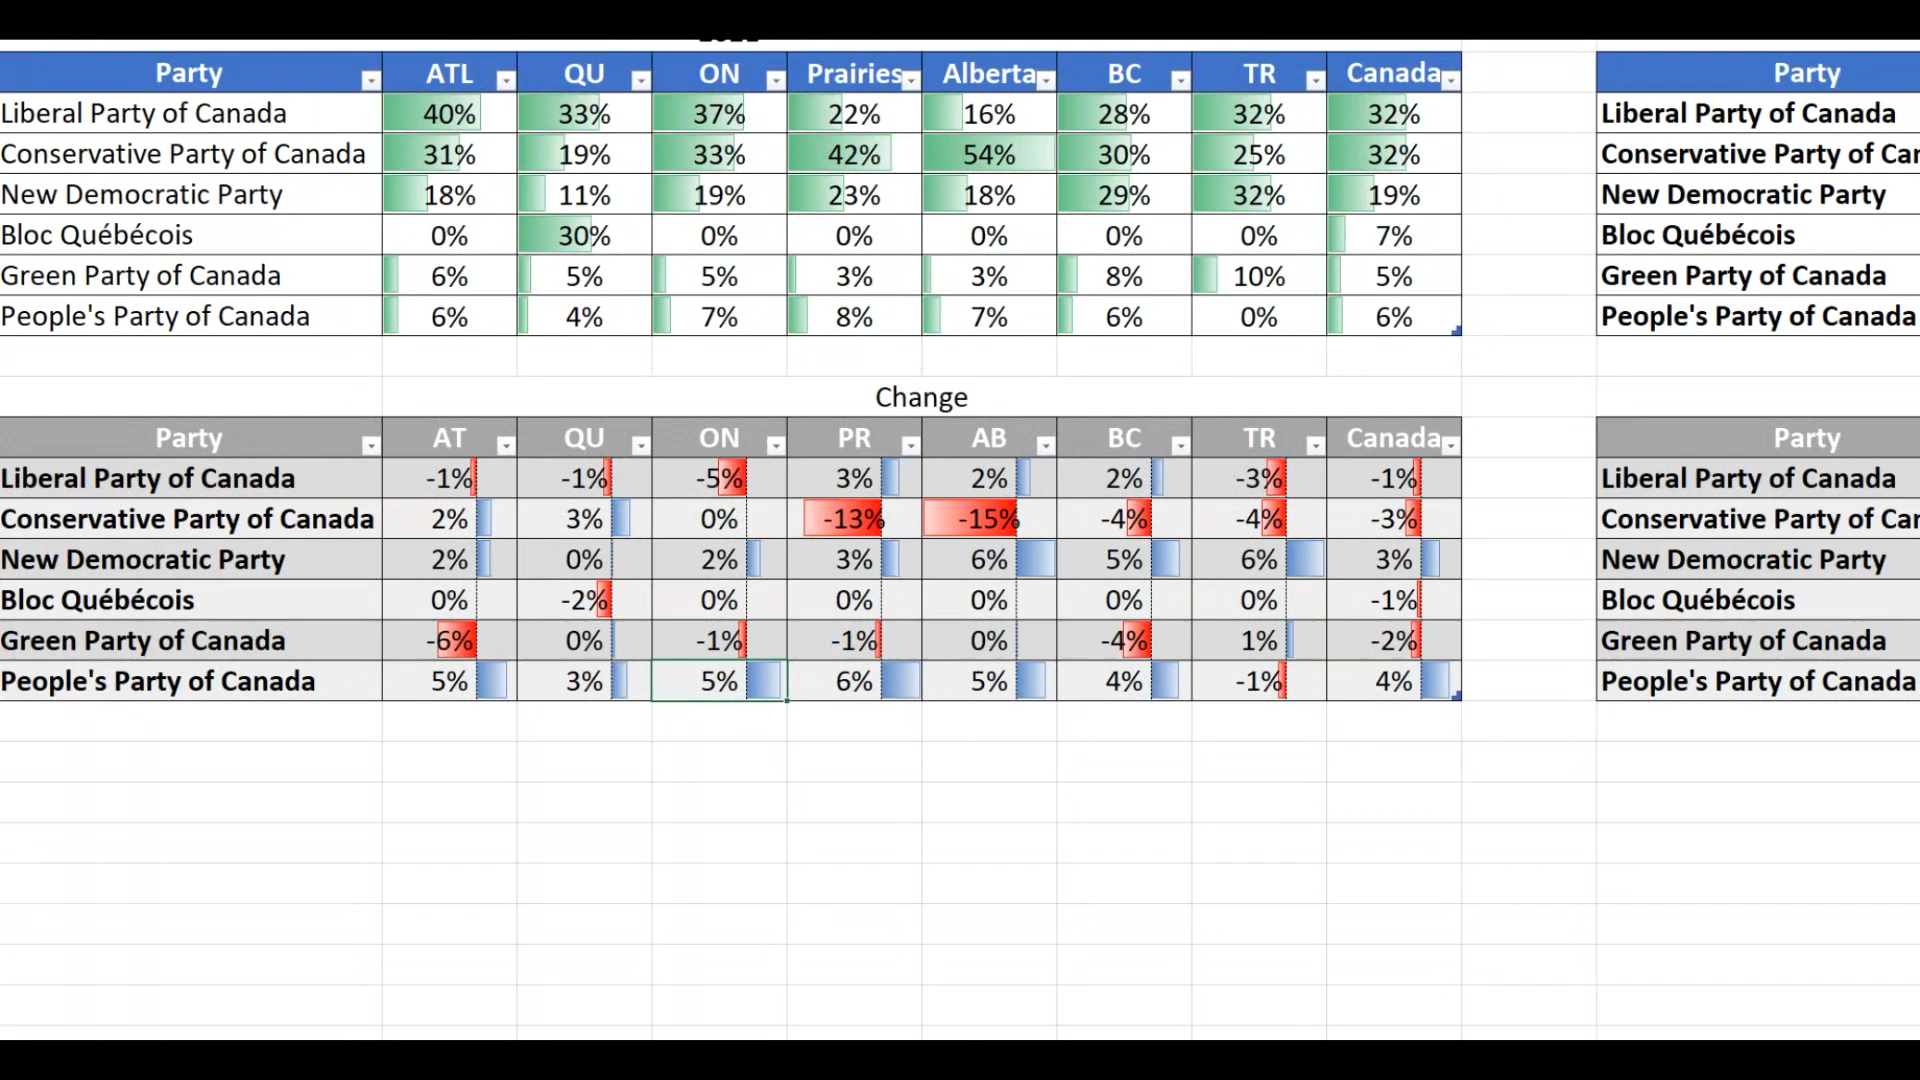 Party ATL QU ON Prairies Alberta BC TR Canada Party
Liberal Party of Canada 40% 33% 37% 22% 16% 28% 32% 32% Liberal Party of Canada
Conservative Party of Canada 31% 19% 33% 42% 54% 30% 25% 32% Conservative Party of Car
New Democratic Party 18% 11% 19% 23% 18% 29% 32% 19% New Democratic Party
Bloc Québécois 0% 30% 0% 0% 0% 0% 0% 7% Bloc Québécois
Green Party of Canada 6% 5% 5% 3% 3% 8% 10% 5% Green Party of Canada
People's Party of Canada 6% 4% 7% 8% 7% 6% 0% 6% People's Party of Canada
Change
Party AT QU ON PR AB BC TR Canada Party
Liberal Party of Canada -1% -1% -5% 3% 2% 2% -3% -1% Liberal Party of Canada
Conservative Party of Canada 2% 3% 0% -13% -15% -4% -4% -3% Conservative Party of Car
New Democratic Party 2% 0% 2% 3% 6% 5% 6% 3% New Democratic Party
Bloc Québécois 0% -2% 0% 0% 0% 0% 0% -1% Bloc Québécois
Green Party of Canada -6% 0% -1% -1% 0% -4% 1% -2% Green Party of Canada
People's Party of Canada 5% 3% 5% 6% 5% 4% -1% 4% People's Party of Canada